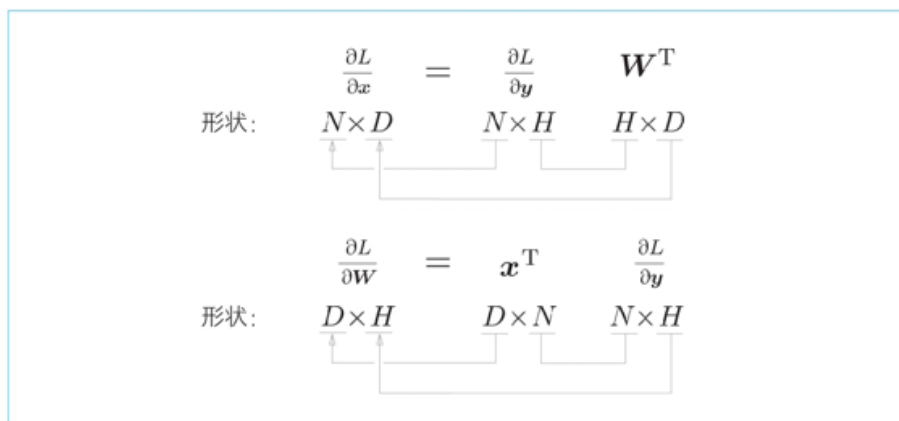 ∂L/∂x = ∂L/∂y W^T
形状： N×D N×H H×D
∂L/∂W = x^T ∂L/∂y
形状： D×H D×N N×H